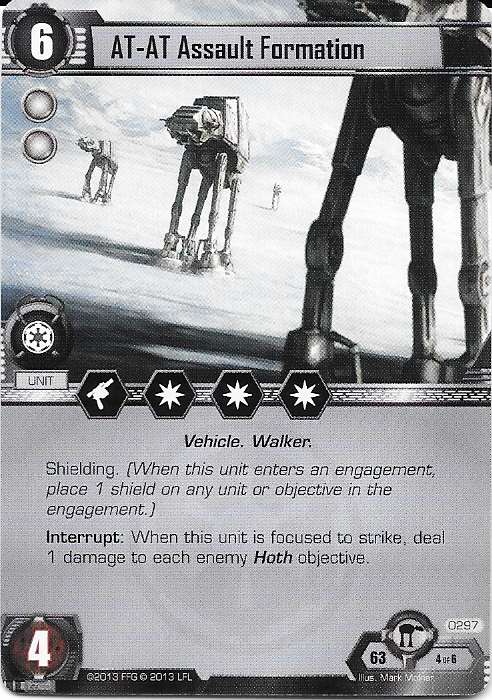 6
AT-AT Assault Formation
UNIT
Vehicle. Walker.
Shielding. (When this unit enters an engagement,
place 1 shield on any unit or objective in the
engagement.)
Interrupt: When this unit is focused to strike, deal
1 damage to each enemy Hoth objective.
4
0297
63
4 OF 6
©2013 FFG © 2013 LFL
Illus. Mark Molnar